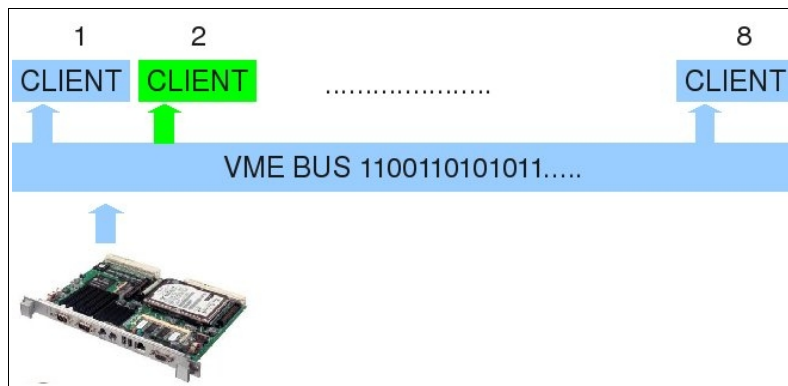 1 2 8
CLIENT CLIENT ..................... CLIENT
VME BUS 1100110101011.....